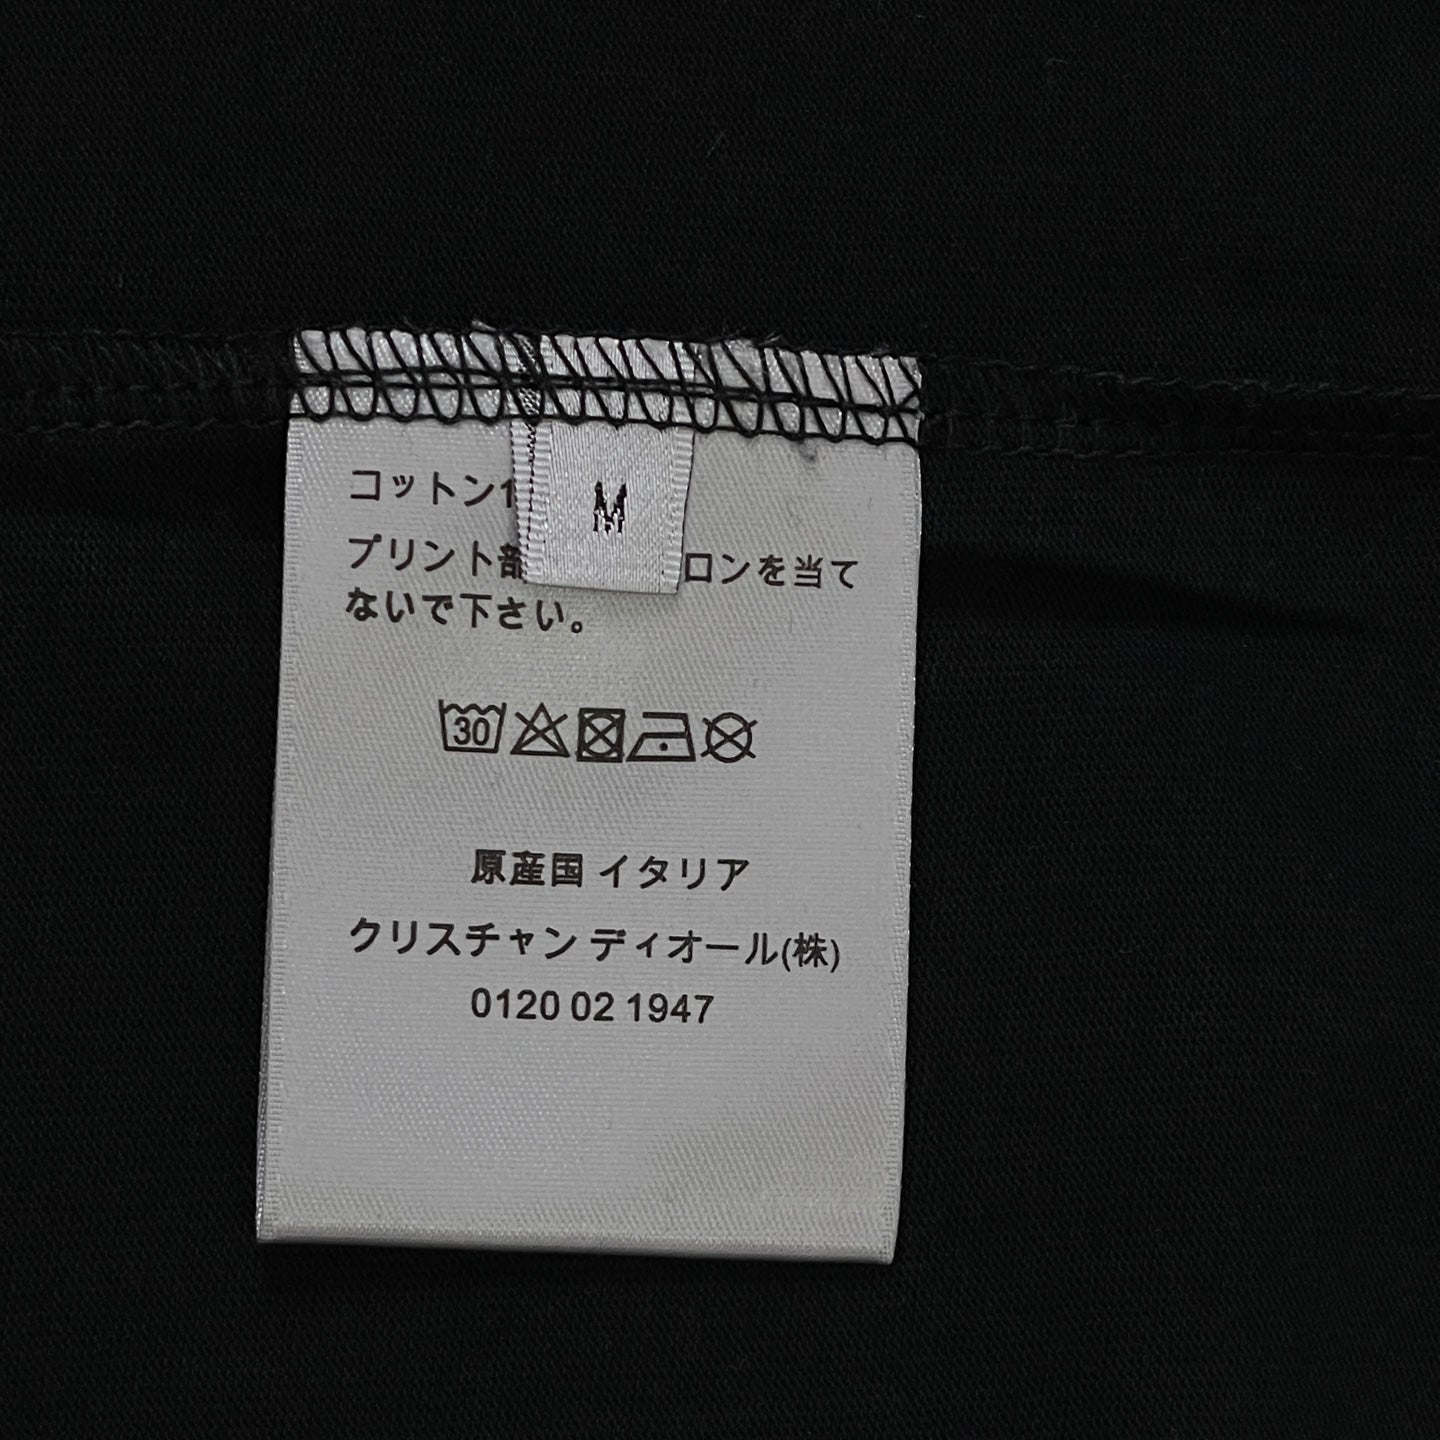 コットン
M
プリント部 ロンを当て
ないで下さい。
30
原産国 イタリア
クリスチャン ディオール(株)
0120 02 1947